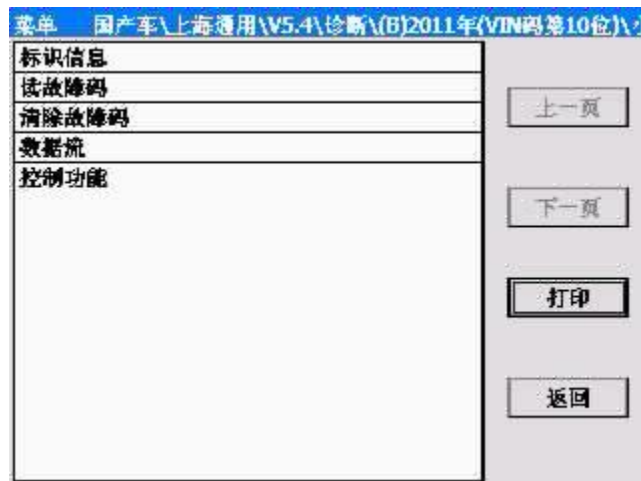 菜单 国产车\上海通用\V5.4\诊断\(B)2011年(VIN码第10位)\
标识信息
读故障码
清除故障码
数据流
控制功能
上一页
下一页
打印
返回